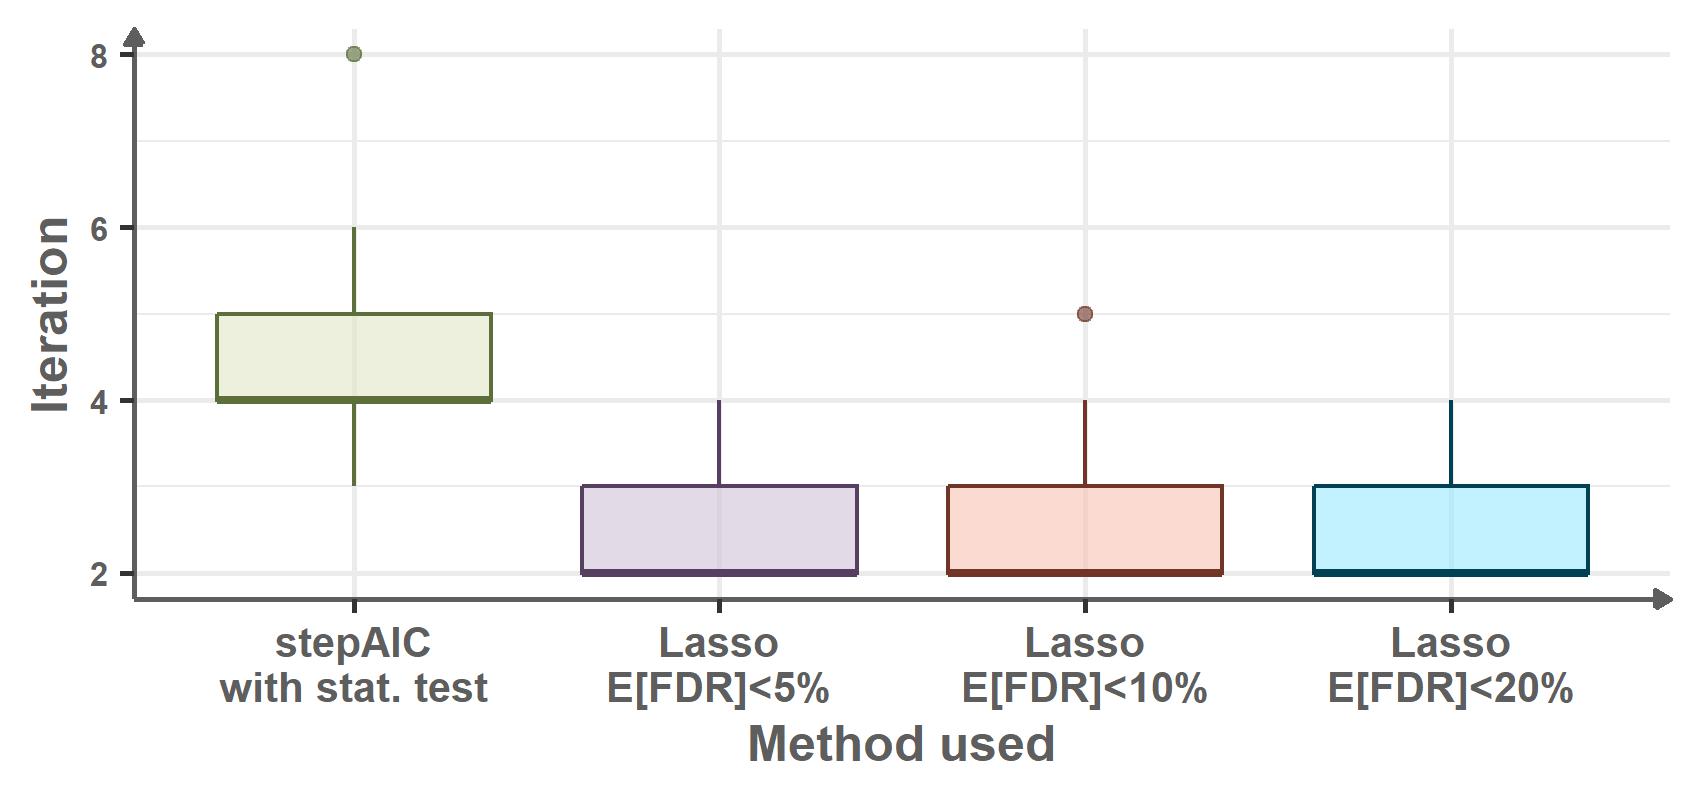 Iteration
8
6
4
2
stepAIC
with stat. test
Lasso
E[FDR]<5%
Lasso
E[FDR]<10%
Lasso
E[FDR]<20%
Method used